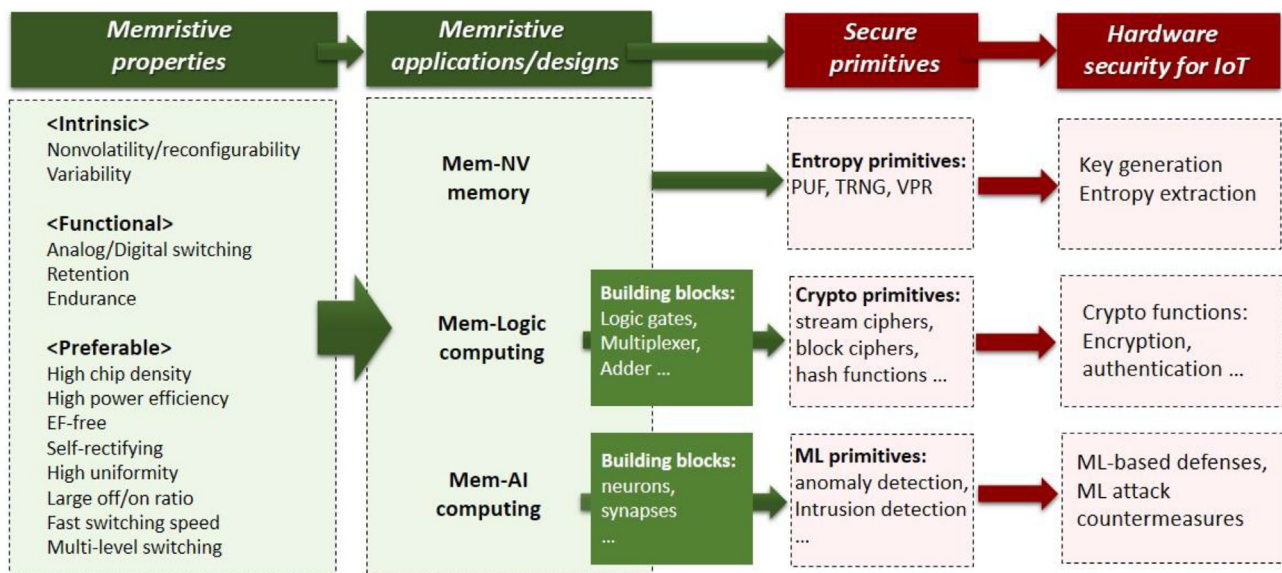 Memristive
properties
Memristive
applications/designs
Secure
primitives
Hardware
security for IoT
<Intrinsic>
Nonvolatility/reconfigurability
Variability
<Functional>
Analog/Digital switching
Retention
Endurance
<Preferable>
High chip density
High power efficiency
EF-free
Self-rectifying
High uniformity
Large off/on ratio
Fast switching speed
Multi-level switching
Mem-NV
memory
Entropy primitives:
PUF, TRNG, VPR
Key generation
Entropy extraction
Mem-Logic
computing
Building blocks:
Logic gates,
Multiplexer,
Adder ...
Crypto primitives:
stream ciphers,
block ciphers,
hash functions ...
Crypto functions:
Encryption,
authentication ...
Mem-AI
computing
Building blocks:
neurons,
synapses
...
ML primitives:
anomaly detection,
Intrusion detection
...
ML-based defenses,
ML attack
countermeasures